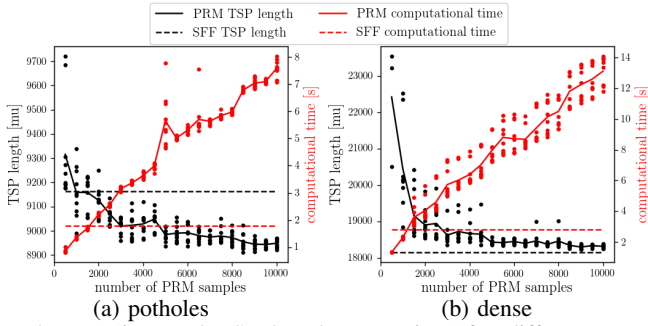 PRM TSP length
PRM computational time
SFF TSP length
SFF computational time
9700
9600
9500
9400
9300
9200
9100
9000
8900
TSP length [mu]
8
7
6
5
4
3
2
1
computational time [s]
0 2000 4000 6000 8000 10000
number of PRM samples
(a) potholes
23000
22000
21000
20000
19000
18000
TSP length [mu]
14
12
10
8
6
4
2
computational time [s]
0 2000 4000 6000 8000 10000
number of PRM samples
(b) dense